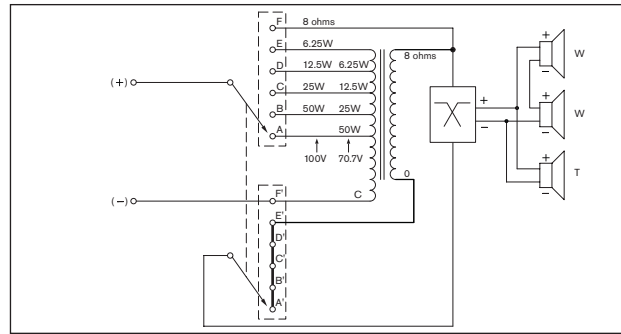 F 8 ohms
E 6.25W
8 ohms
D 12.5W 6.25W
C 25W 12.5W
B 50W 25W
A 50W
100V 70.7V
(+)
(–)
+
–
+
–
W
+
–
W
+
–
T
0
C
F'
E'
D'
C'
B'
A'